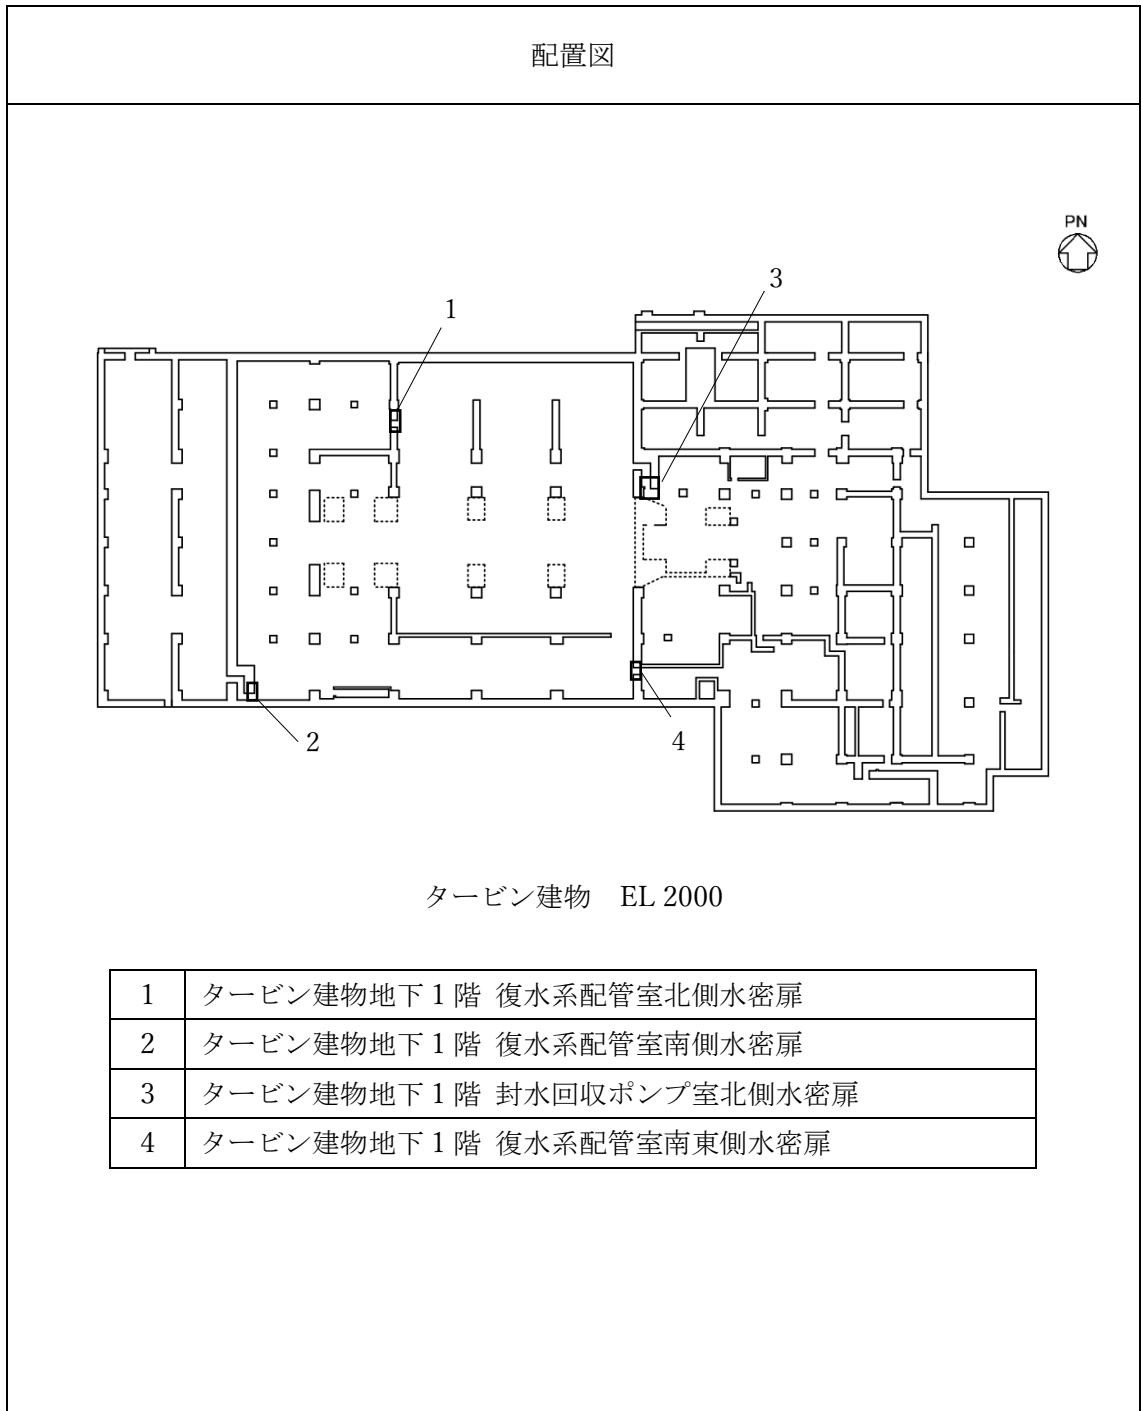 配置図
PN
3
1
2
4
タービン建物　EL 2000
1 タービン建物地下1階 復水系配管室北側水密扉
2 タービン建物地下1階 復水系配管室南側水密扉
3 タービン建物地下1階 封水回収ポンプ室北側水密扉
4 タービン建物地下1階 復水系配管室南東側水密扉